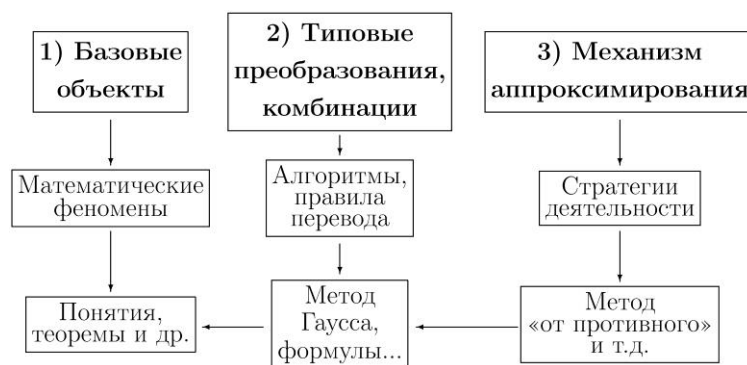 1) Базовые
объекты
2) Типовые
преобразования,
комбинации
3) Механизм
аппроксимирования
Математические
феномены
Алгоритмы,
правила
перевода
Стратегии
деятельности
Понятия,
теоремы и др.
Метод
Гаусса,
формулы...
Метод
«от противного»
и т.д.